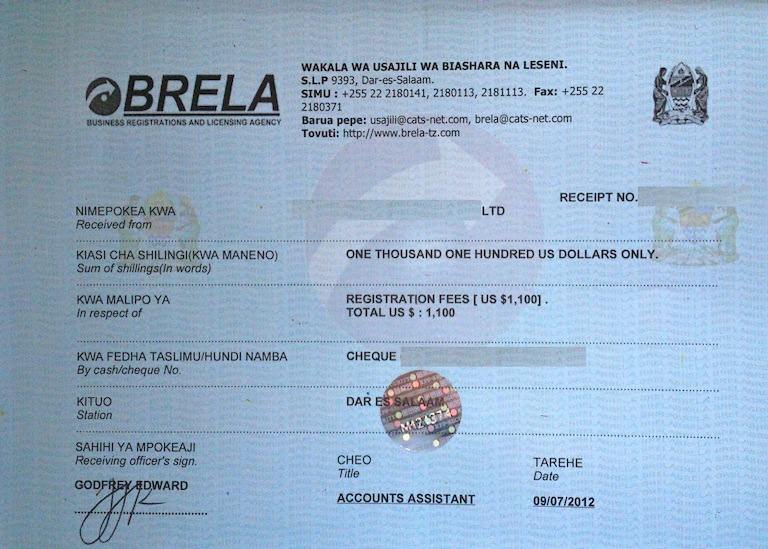 WAKALA WA USAJILI WA BIASHARA NA LESENI.
S.L.P 9393, Dar-es-Salaam.
SIMU : +255 22 2180141, 2180113, 2181113. Fax: +255 22
2180371
Barua pepe: usajili@cats-net.com, brela@cats-net.com
Tovuti: http://www.brela-tz.com
BRELA
BUSINESS REGISTRATIONS AND LICENSING AGENCY
RECEIPT NO.
NIMEPOKEA KWA LTD
Received from
KIASI CHA SHILINGI(KWA MANENO) ONE THOUSAND ONE HUNDRED US DOLLARS ONLY.
Sum of shillings(In words)
KWA MALIPO YA REGISTRATION FEES [ US $1,100] .
In respect of TOTAL US $ : 1,100
KWA FEDHA TASLIMU/HUNDI NAMBA CHEQUE
By cash/cheque No.
KITUO DAR ES SALAAM
Station
SAHIHI YA MPOKEAJI CHEO TAREHE
Receiving officer's sign. Title Date
GODFREY EDWARD ACCOUNTS ASSISTANT 09/07/2012